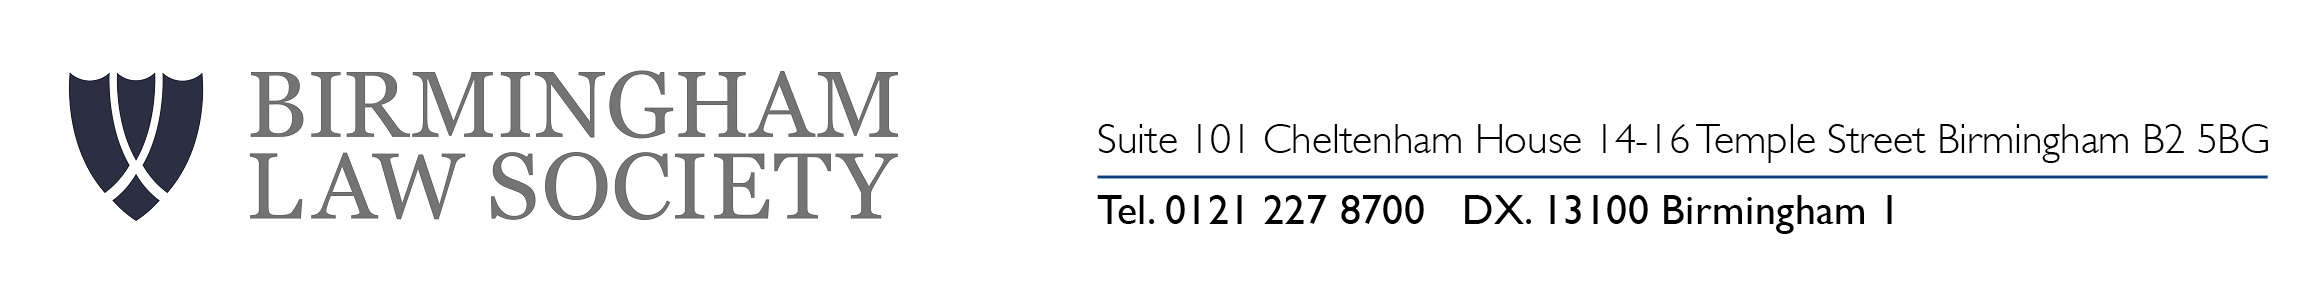 BIRMINGHAM
LAW SOCIETY
Suite 101 Cheltenham House 14-16 Temple Street Birmingham B2 5BG
Tel. 0121 227 8700 DX. 13100 Birmingham 1